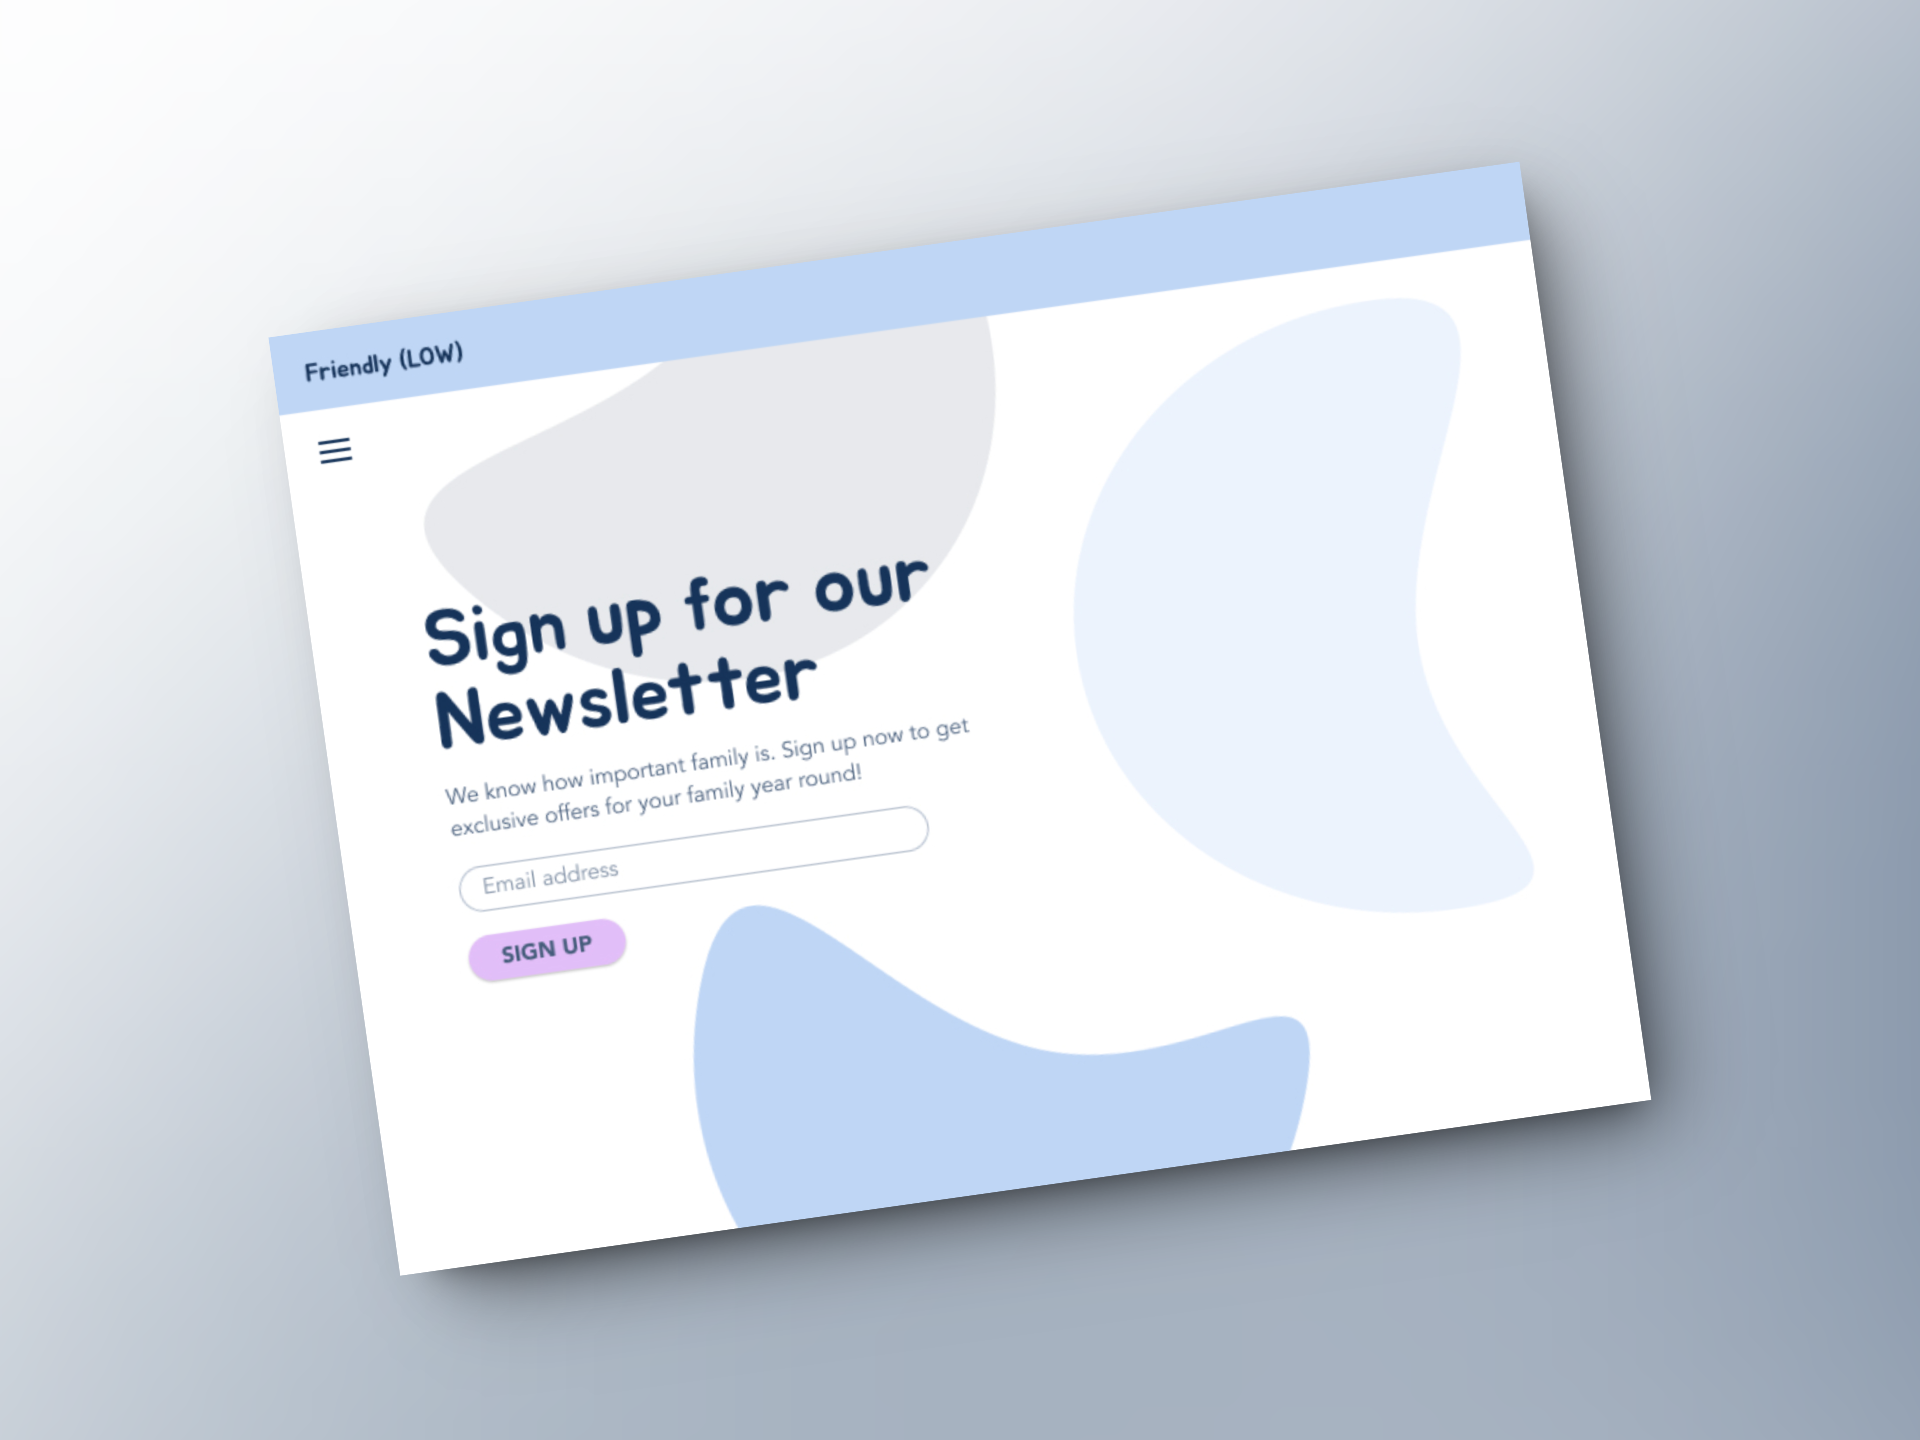 Friendly (LOW)
Sign up for our
Newsletter
We know how important family is. Sign up now to get
exclusive offers for your family year round!
Email address
SIGN UP